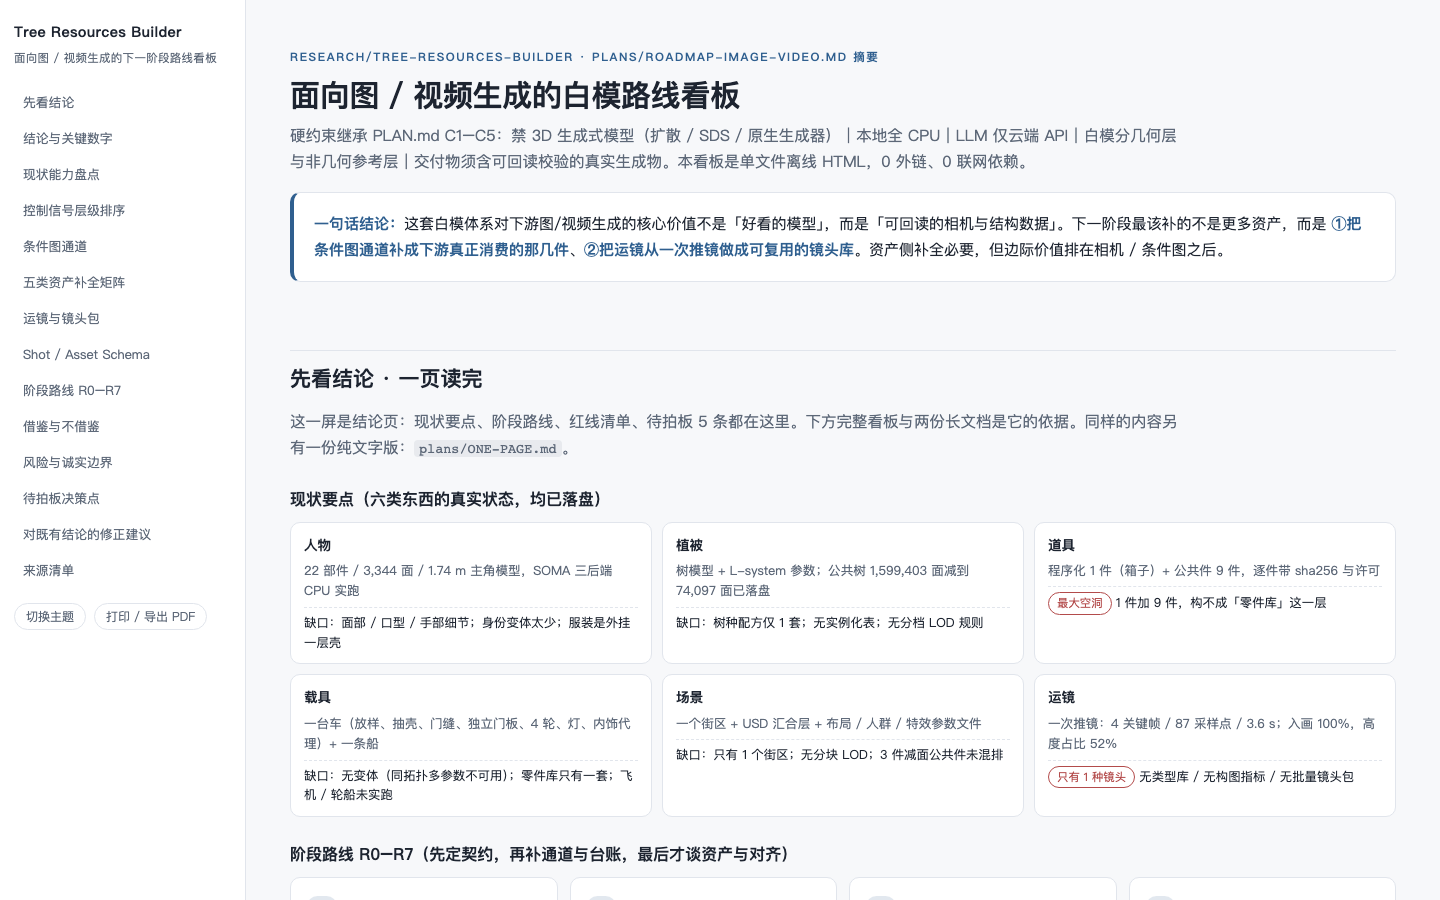 Tree Resources Builder
面向图 / 视频生成的下一阶段路线看板
先看结论
结论与关键数字
现状能力盘点
控制信号层级排序
条件图通道
五类资产补全矩阵
运镜与镜头包
Shot / Asset Schema
阶段路线 R0—R7
借鉴与不借鉴
风险与诚实边界
待拍板决策点
对既有结论的修正建议
来源清单
切换主题
打印 / 导出 PDF
RESEARCH/TREE-RESOURCES-BUILDER · PLANS/ROADMAP-IMAGE-VIDEO.MD 摘要
面向图 / 视频生成的白模路线看板
硬约束继承 PLAN.md C1—C5：禁 3D 生成式模型（扩散 / SDS / 原生生成器）｜本地全 CPU｜LLM 仅云端 API｜白模分几何层
与非几何参考层｜交付物须含可回读校验的真实生成物。本看板是单文件离线 HTML，0 外链、0 联网依赖。
一句话结论：这套白模体系对下游图/视频生成的核心价值不是「好看的模型」，而是「可回读的相机与结构数据」。下一阶段最该补的不是更多资产，而是 ①把
条件图通道补成下游真正消费的那几件、②把运镜从一次推镜做成可复用的镜头库。资产侧补全必要，但边际价值排在相机 / 条件图之后。
先看结论 · 一页读完
这一屏是结论页：现状要点、阶段路线、红线清单、待拍板 5 条都在这里。下方完整看板与两份长文档是它的依据。同样的内容另
有一份纯文字版：plans/ONE-PAGE.md。
现状要点（六类东西的真实状态，均已落盘）
人物
22 部件 / 3,344 面 / 1.74 m 主角模型，SOMA 三后端
CPU 实跑
缺口：面部 / 口型 / 手部细节；身份变体太少；服装是外挂
一层壳
植被
树模型 + L-system 参数；公共树 1,599,403 面减到
74,097 面已落盘
缺口：树种配方仅 1 套；无实例化表；无分档 LOD 规则
道具
程序化 1 件（箱子）+ 公共件 9 件，逐件带 sha256 与许可
最大空洞 1 件加 9 件，构不成「零件库」这一层
载具
一台车（放样、抽壳、门缝、独立门板、4 轮、灯、内饰代
理）+ 一条船
缺口：无变体（同拓扑多参数不可用）；零件库只有一套；飞
机 / 轮船未实跑
场景
一个街区 + USD 汇合层 + 布局 / 人群 / 特效参数文件
缺口：只有 1 个街区；无分块 LOD；3 件减面公共件未混排
运镜
一次推镜：4 关键帧 / 87 采样点 / 3.6 s；入画 100%，高
度占比 52%
只有 1 种镜头 无类型库 / 无构图指标 / 无批量镜头包
阶段路线 R0—R7（先定契约，再补通道与台账，最后才谈资产与对齐）